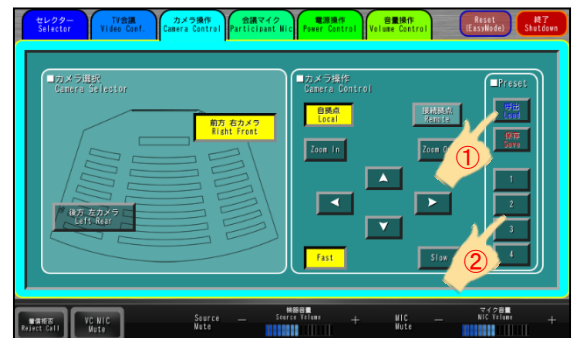 セレクター
Selector
TV会議
Video Conf.
カメラ操作
Camera Control
会議マイク
Participant Mic
電源操作
Power Control
音量操作
Volume Control
Reset
(EasyMode)
終了
Shutdown
■カメラ選択
Camera Selector
前方 右カメラ
Right Front
後方 左カメラ
Left Rear
■カメラ操作
Camera Control
自拠点
Local
接続拠点
Remote
Zoom In
Zoom
Fast
Slow
■Preset
呼出
Load
保存
Save
1
2
3
4
①
②
着信拒否
Reject Call
VC MIC
Mute
Source
Mute
－
機器音量
Source Volume
＋
MIC
Mute
－
マイク音量
MIC Volume
＋